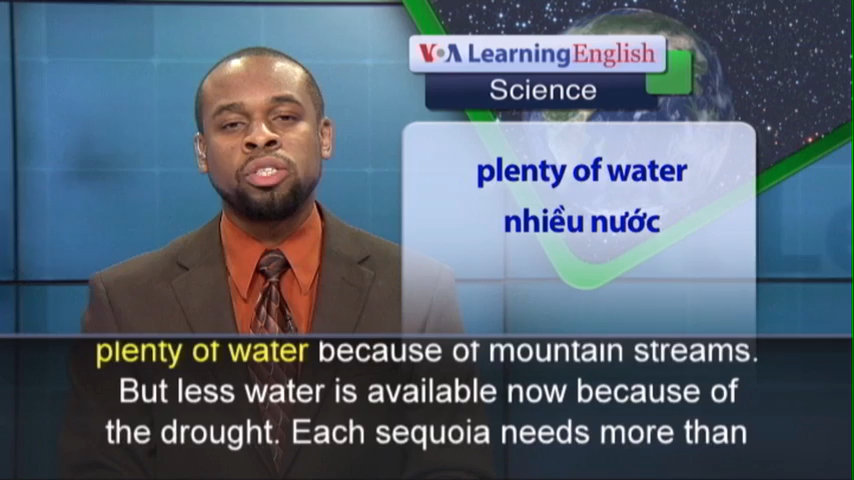 VOA Learning English
Science
plenty of water
nhiều nước
plenty of water because of mountain streams.
But less water is available now because of
the drought. Each sequoia needs more than